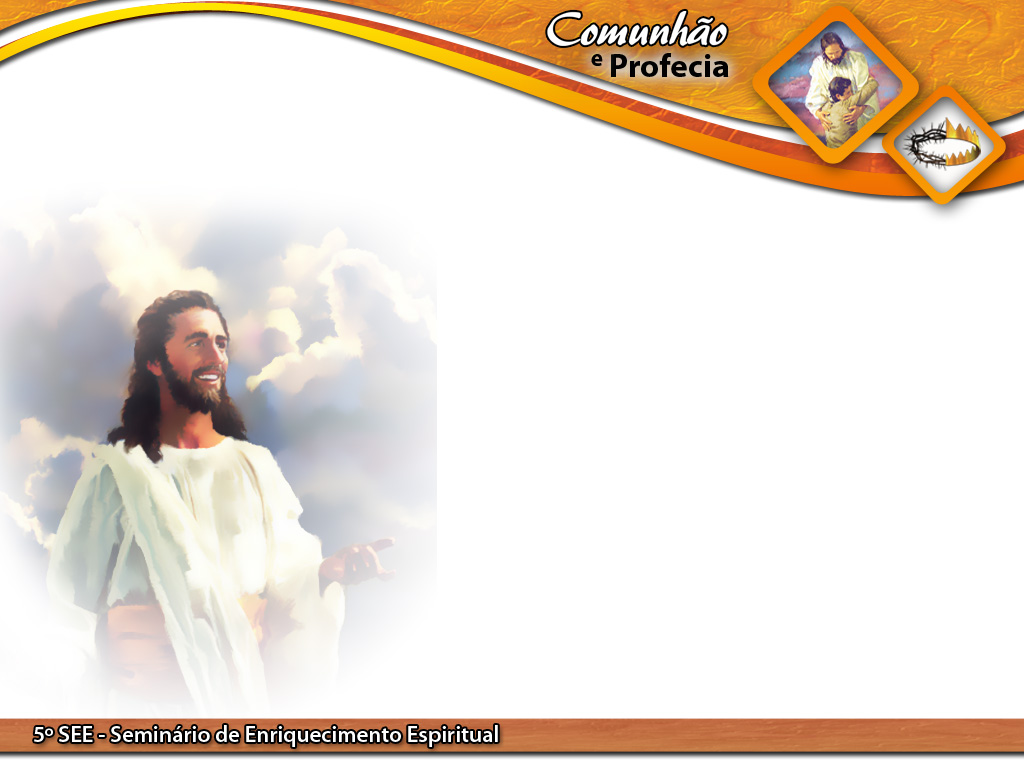 Comunhão
e Profecia
5º SEE - Seminário de Enriquecimento Espiritual